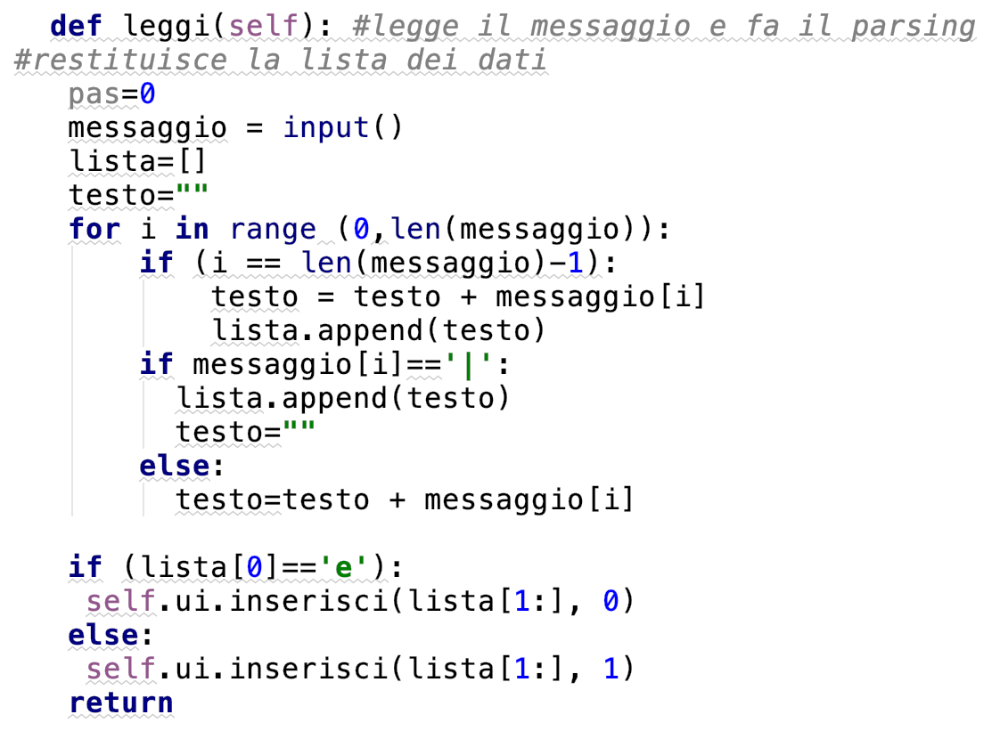 def leggi(self): #legge il messaggio e fa il parsing
#restituisce la lista dei dati
pas=0
messaggio = input()
lista=[]
testo=""
for i in range (0,len(messaggio)):
if (i == len(messaggio)-1):
testo = testo + messaggio[i]
lista.append(testo)
if messaggio[i]=='|':
lista.append(testo)
testo=""
else:
testo=testo + messaggio[i]
if (lista[0]=='e'):
self.ui.inserisci(lista[1:], 0)
else:
self.ui.inserisci(lista[1:], 1)
return